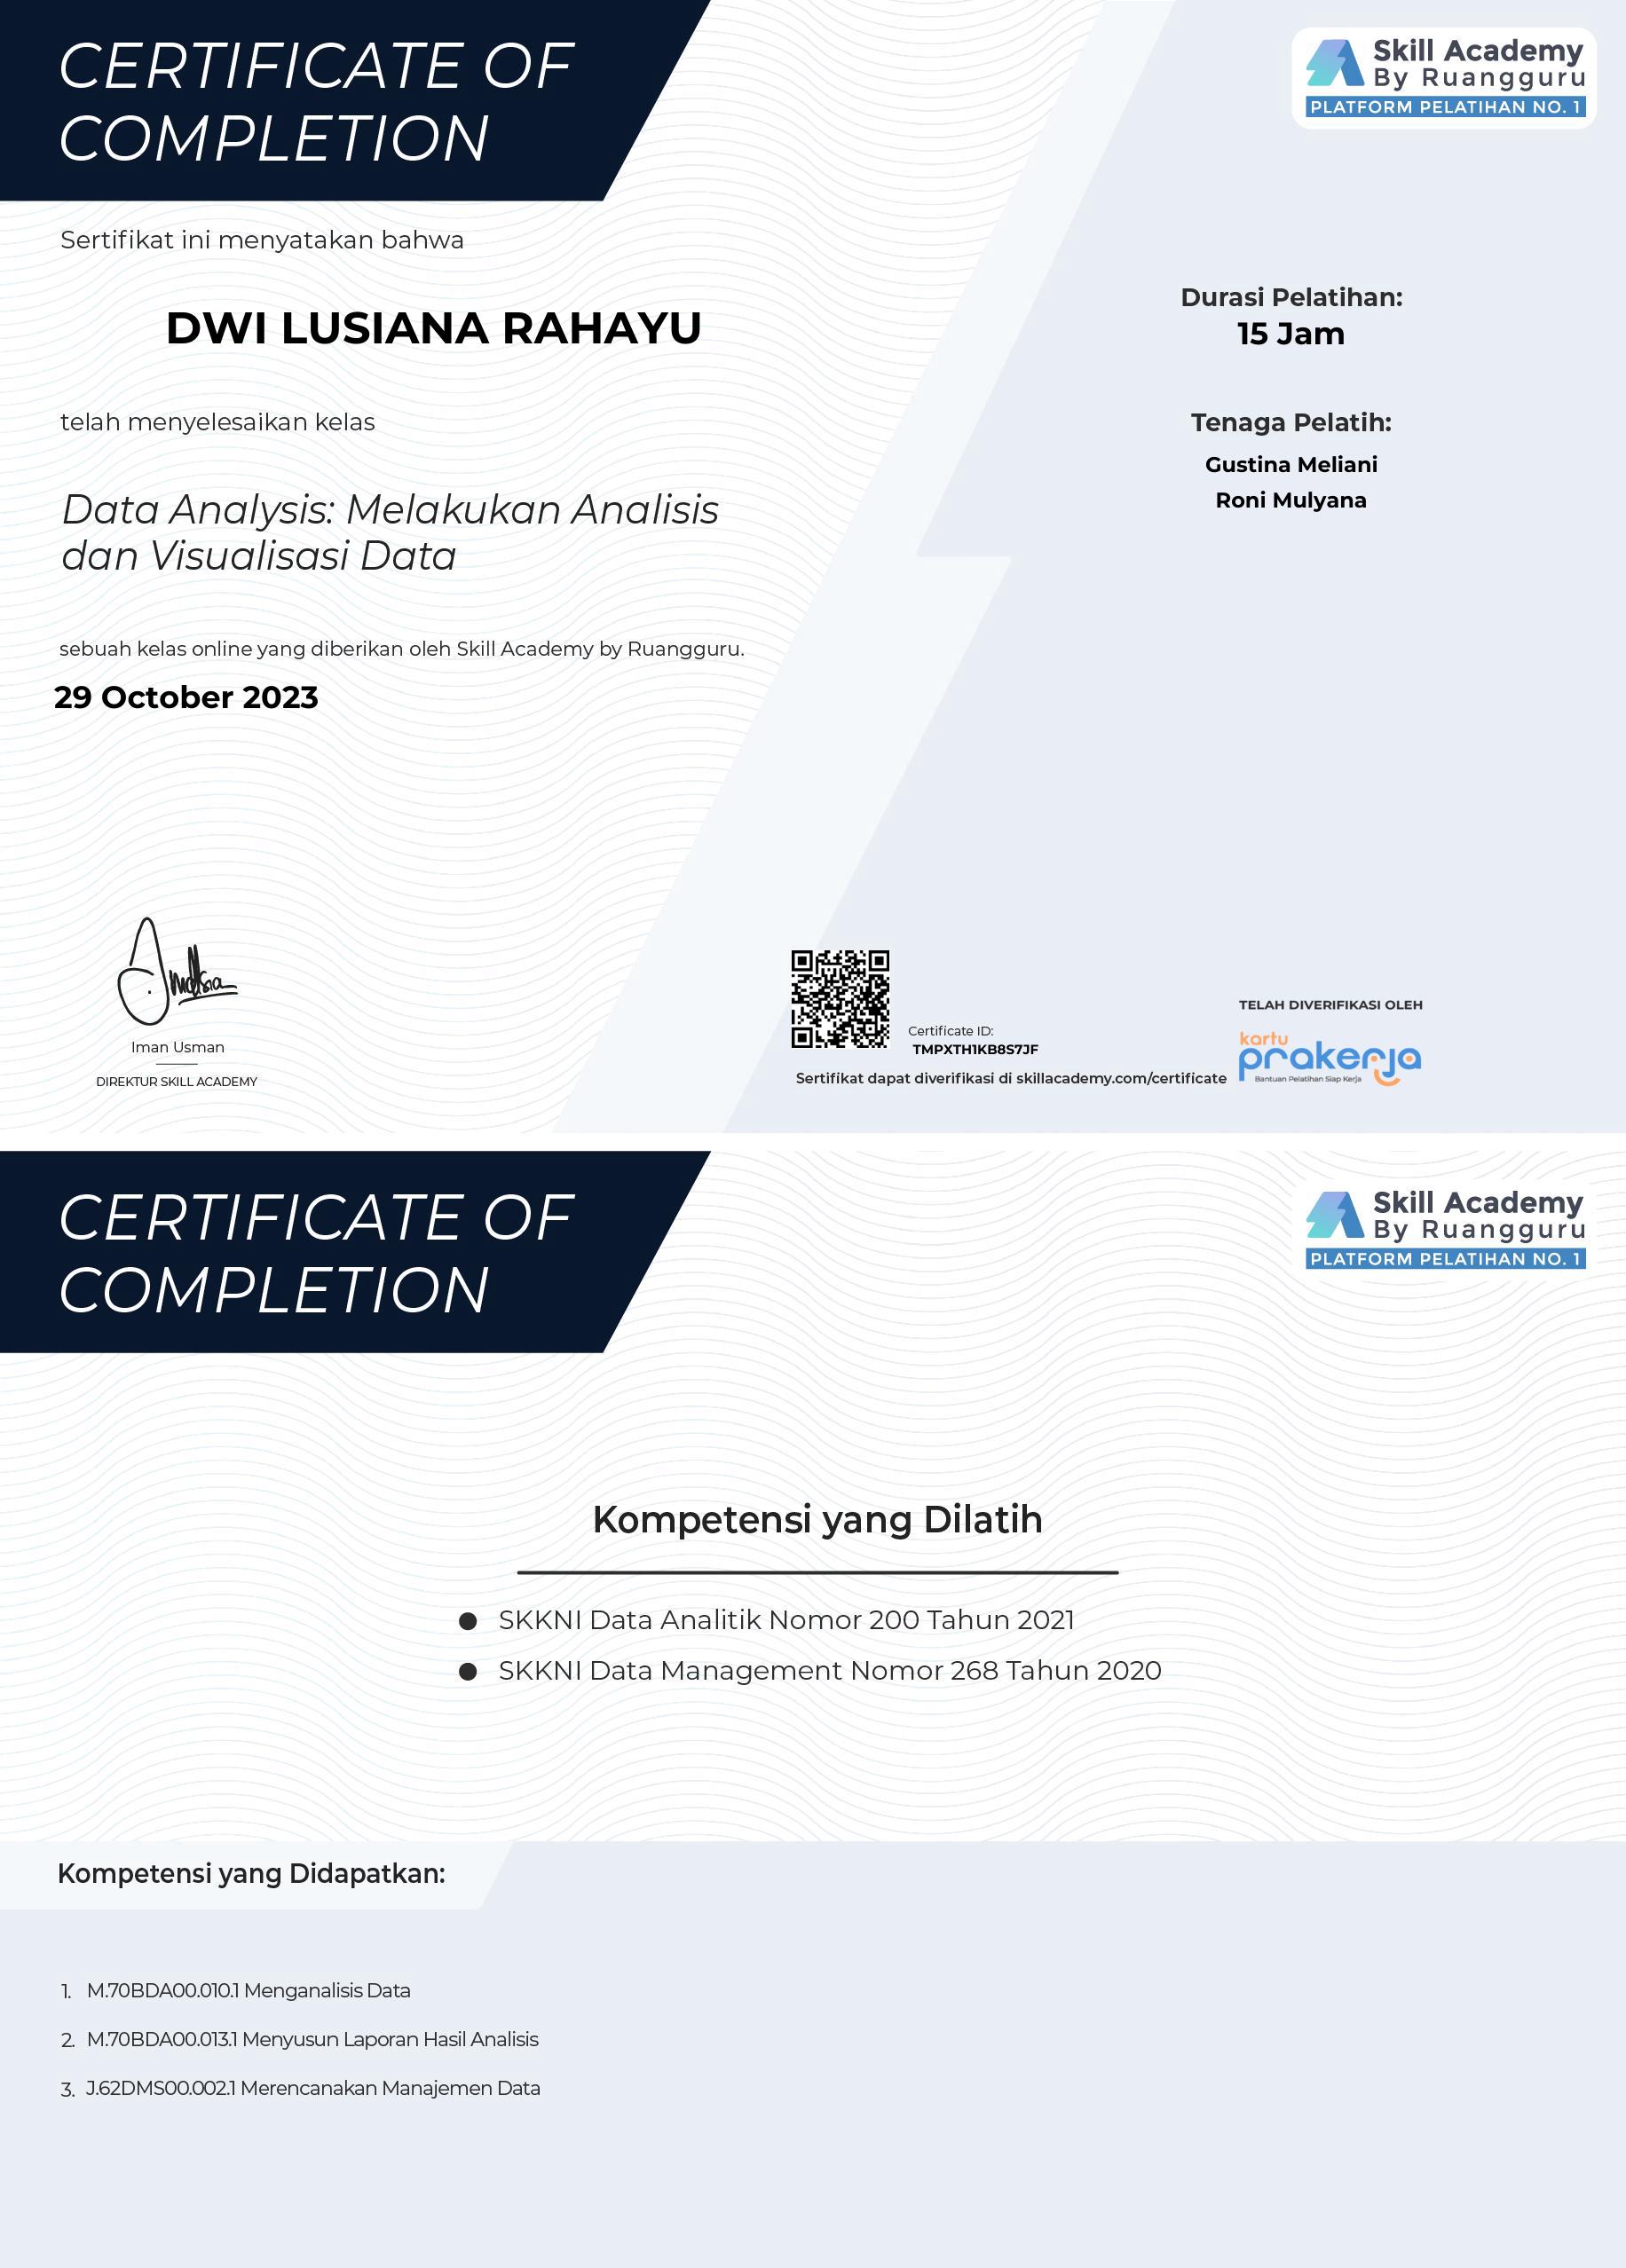 CERTIFICATE OF
COMPLETION
Skill Academy
By Ruangguru
PLATFORM PELATIHAN NO. 1
Sertifikat ini menyatakan bahwa
DWI LUSIANA RAHAYU
telah menyelesaikan kelas
Data Analysis: Melakukan Analisis
dan Visualisasi Data
sebuah kelas online yang diberikan oleh Skill Academy by Ruangguru.
29 October 2023
Durasi Pelatihan:
15 Jam
Tenaga Pelatih:
Gustina Meliani
Roni Mulyana
Iman Usman
DIREKTUR SKILL ACADEMY
Certificate ID:
TMPXTH1KB8S7JF
Sertifikat dapat diverifikasi di skillacademy.com/certificate
TELAH DIVERIFIKASI OLEH
kartu
prakerja
Bantuan Pelatihan Siap Kerja
CERTIFICATE OF
COMPLETION
Skill Academy
By Ruangguru
PLATFORM PELATIHAN NO. 1
Kompetensi yang Dilatih
● SKKNI Data Analitik Nomor 200 Tahun 2021
● SKKNI Data Management Nomor 268 Tahun 2020
Kompetensi yang Didapatkan:
1. M.70BDA00.010.1 Menganalisis Data
2. M.70BDA00.013.1 Menyusun Laporan Hasil Analisis
3. J.62DMS00.002.1 Merencanakan Manajemen Data